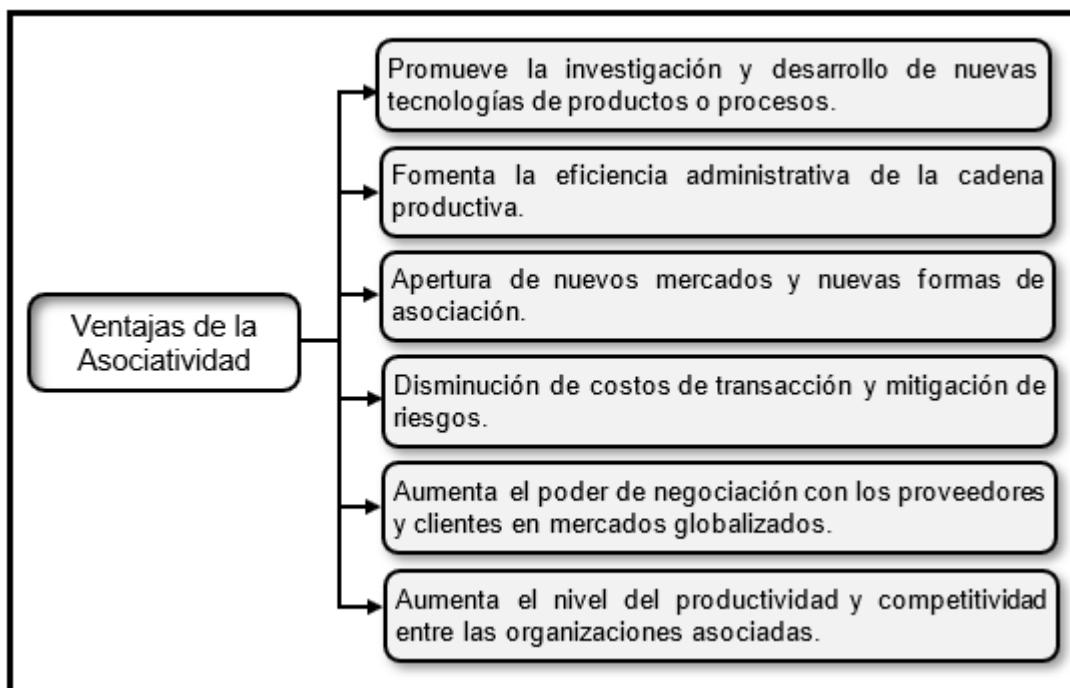 Promueve la investigación y desarrollo de nuevas
tecnologías de productos o procesos.
Fomenta la eficiencia administrativa de la cadena
productiva.
Apertura de nuevos mercados y nuevas formas de
asociación.
Ventajas de la
Asociatividad
Disminución de costos de transacción y mitigación de
riesgos.
Aumenta el poder de negociación con los proveedores
y clientes en mercados globalizados.
Aumenta el nivel del productividad y competitividad
entre las organizaciones asociadas.